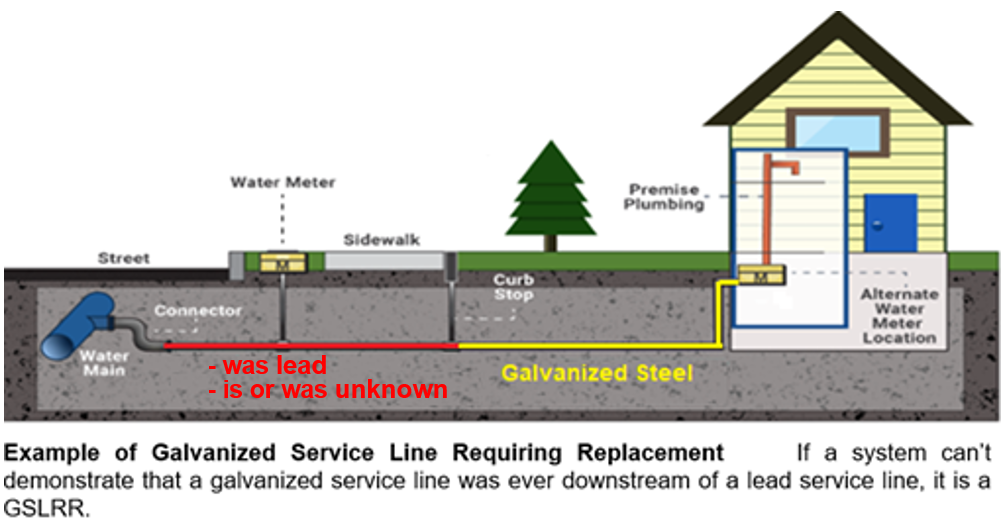 Water Meter
Sidewalk
Street
Premise
Plumbing
M
M
Connector
Curb
Stop
Water
Main
Alternate
Water
Meter
Location
- was lead
- is or was unknown
Galvanized Steel
Example of Galvanized Service Line Requiring Replacement If a system can't
demonstrate that a galvanized service line was ever downstream of a lead service line, it is a
GSLRR.